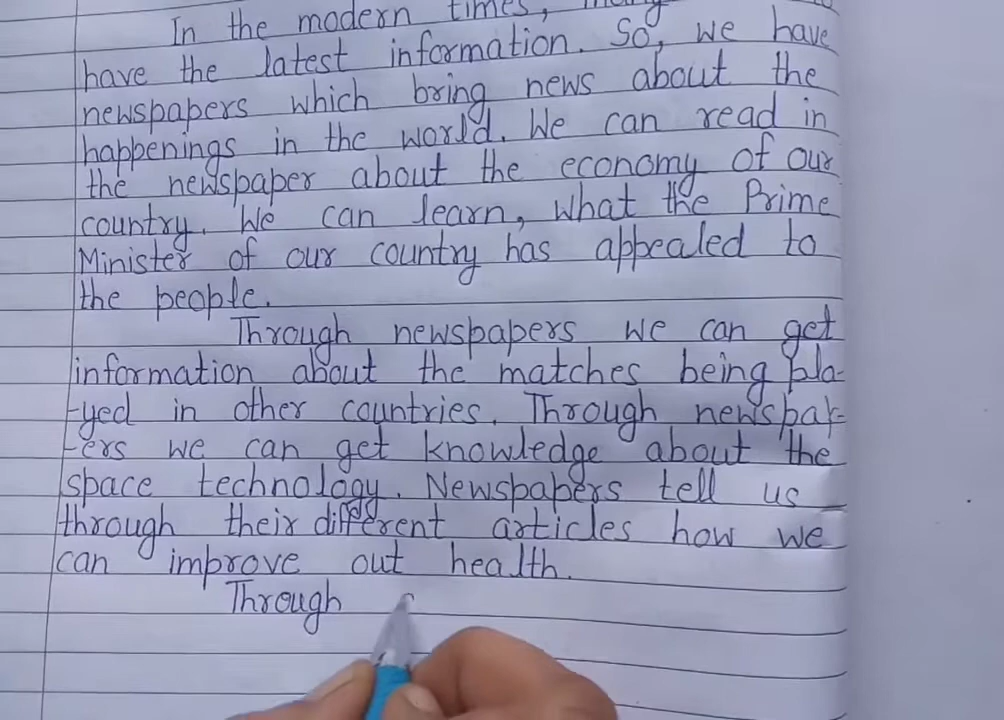 In the modern times,
have the latest information. So, we have
newspapers which bring news about the
happenings in the world. We can read in
the newspaper about the economy of our
country. We can learn, what the Prime
Minister of our country has appealed to
the people.
Through newspapers we can get
information about the matches being pla-
-yed in other countries. Through newspap-
-ers we can get knowledge about the
space technology. Newspapers tell us
through their different articles how we
can improve out health.
Through